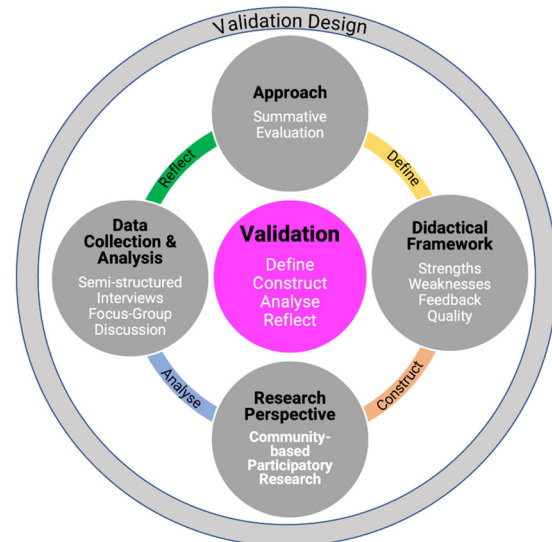 Validation Design
Approach
Summative
Evaluation
Reflect
Define
Data
Collection &
Analysis
Semi-structured
Interviews
Focus-Group
Discussion
Validation
Define
Construct
Analyse
Reflect
Didactical
Framework
Strengths
Weaknesses
Feedback
Quality
Analyse
Construct
Research
Perspective
Community-
based
Participatory
Research